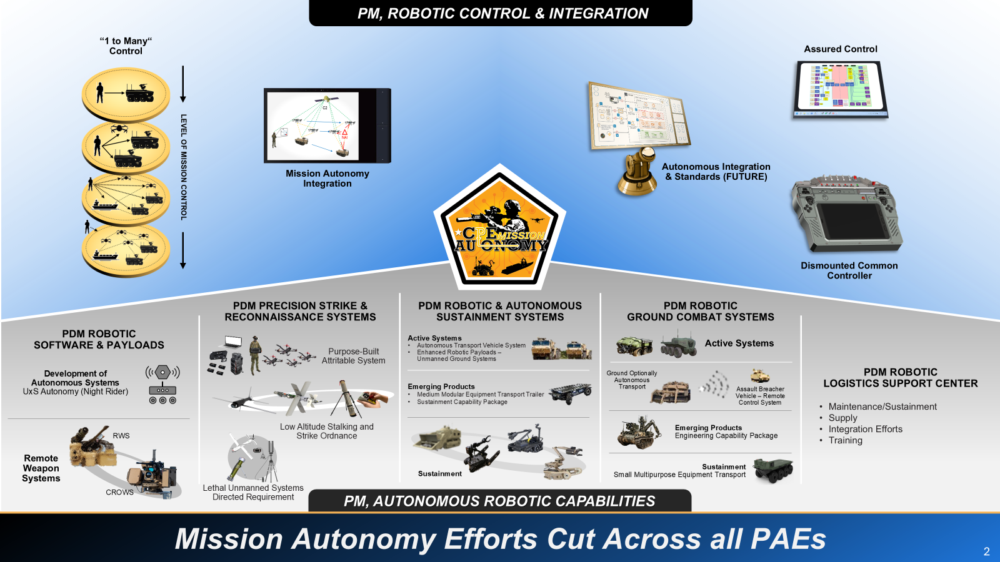 PM, ROBOTIC CONTROL & INTEGRATION
“1 to Many“
Control
LEVEL OF MISSION CONTROL
C2
NAI
Mission Autonomy
Integration
Autonomous Integration
& Standards (FUTURE)
Assured Control
Dismounted Common
Controller
CPE MISSION
AUTONOMY
PDM ROBOTIC
SOFTWARE & PAYLOADS
Development of
Autonomous Systems
UxS Autonomy (Night Rider)
Remote
Weapon
Systems
RWS
CROWS
PDM PRECISION STRIKE &
RECONNAISSANCE SYSTEMS
Purpose-Built
Attritable System
Low Altitude Stalking and
Strike Ordnance
Lethal Unmanned Systems
Directed Requirement
PDM ROBOTIC & AUTONOMOUS
SUSTAINMENT SYSTEMS
Active Systems
• Autonomous Transport Vehicle System
• Enhanced Robotic Payloads –
Unmanned Ground Systems
Emerging Products
• Medium Modular Equipment Transport Trailer
• Sustainment Capability Package
Sustainment
PDM ROBOTIC
GROUND COMBAT SYSTEMS
Active Systems
Ground Optionally
Autonomous
Transport
Assault Breacher
Vehicle – Remote
Control System
Emerging Products
Engineering Capability Package
Sustainment
Small Multipurpose Equipment Transport
PDM ROBOTIC
LOGISTICS SUPPORT CENTER
• Maintenance/Sustainment
• Supply
• Integration Efforts
• Training
PM, AUTONOMOUS ROBOTIC CAPABILITIES
Mission Autonomy Efforts Cut Across all PAEs
2